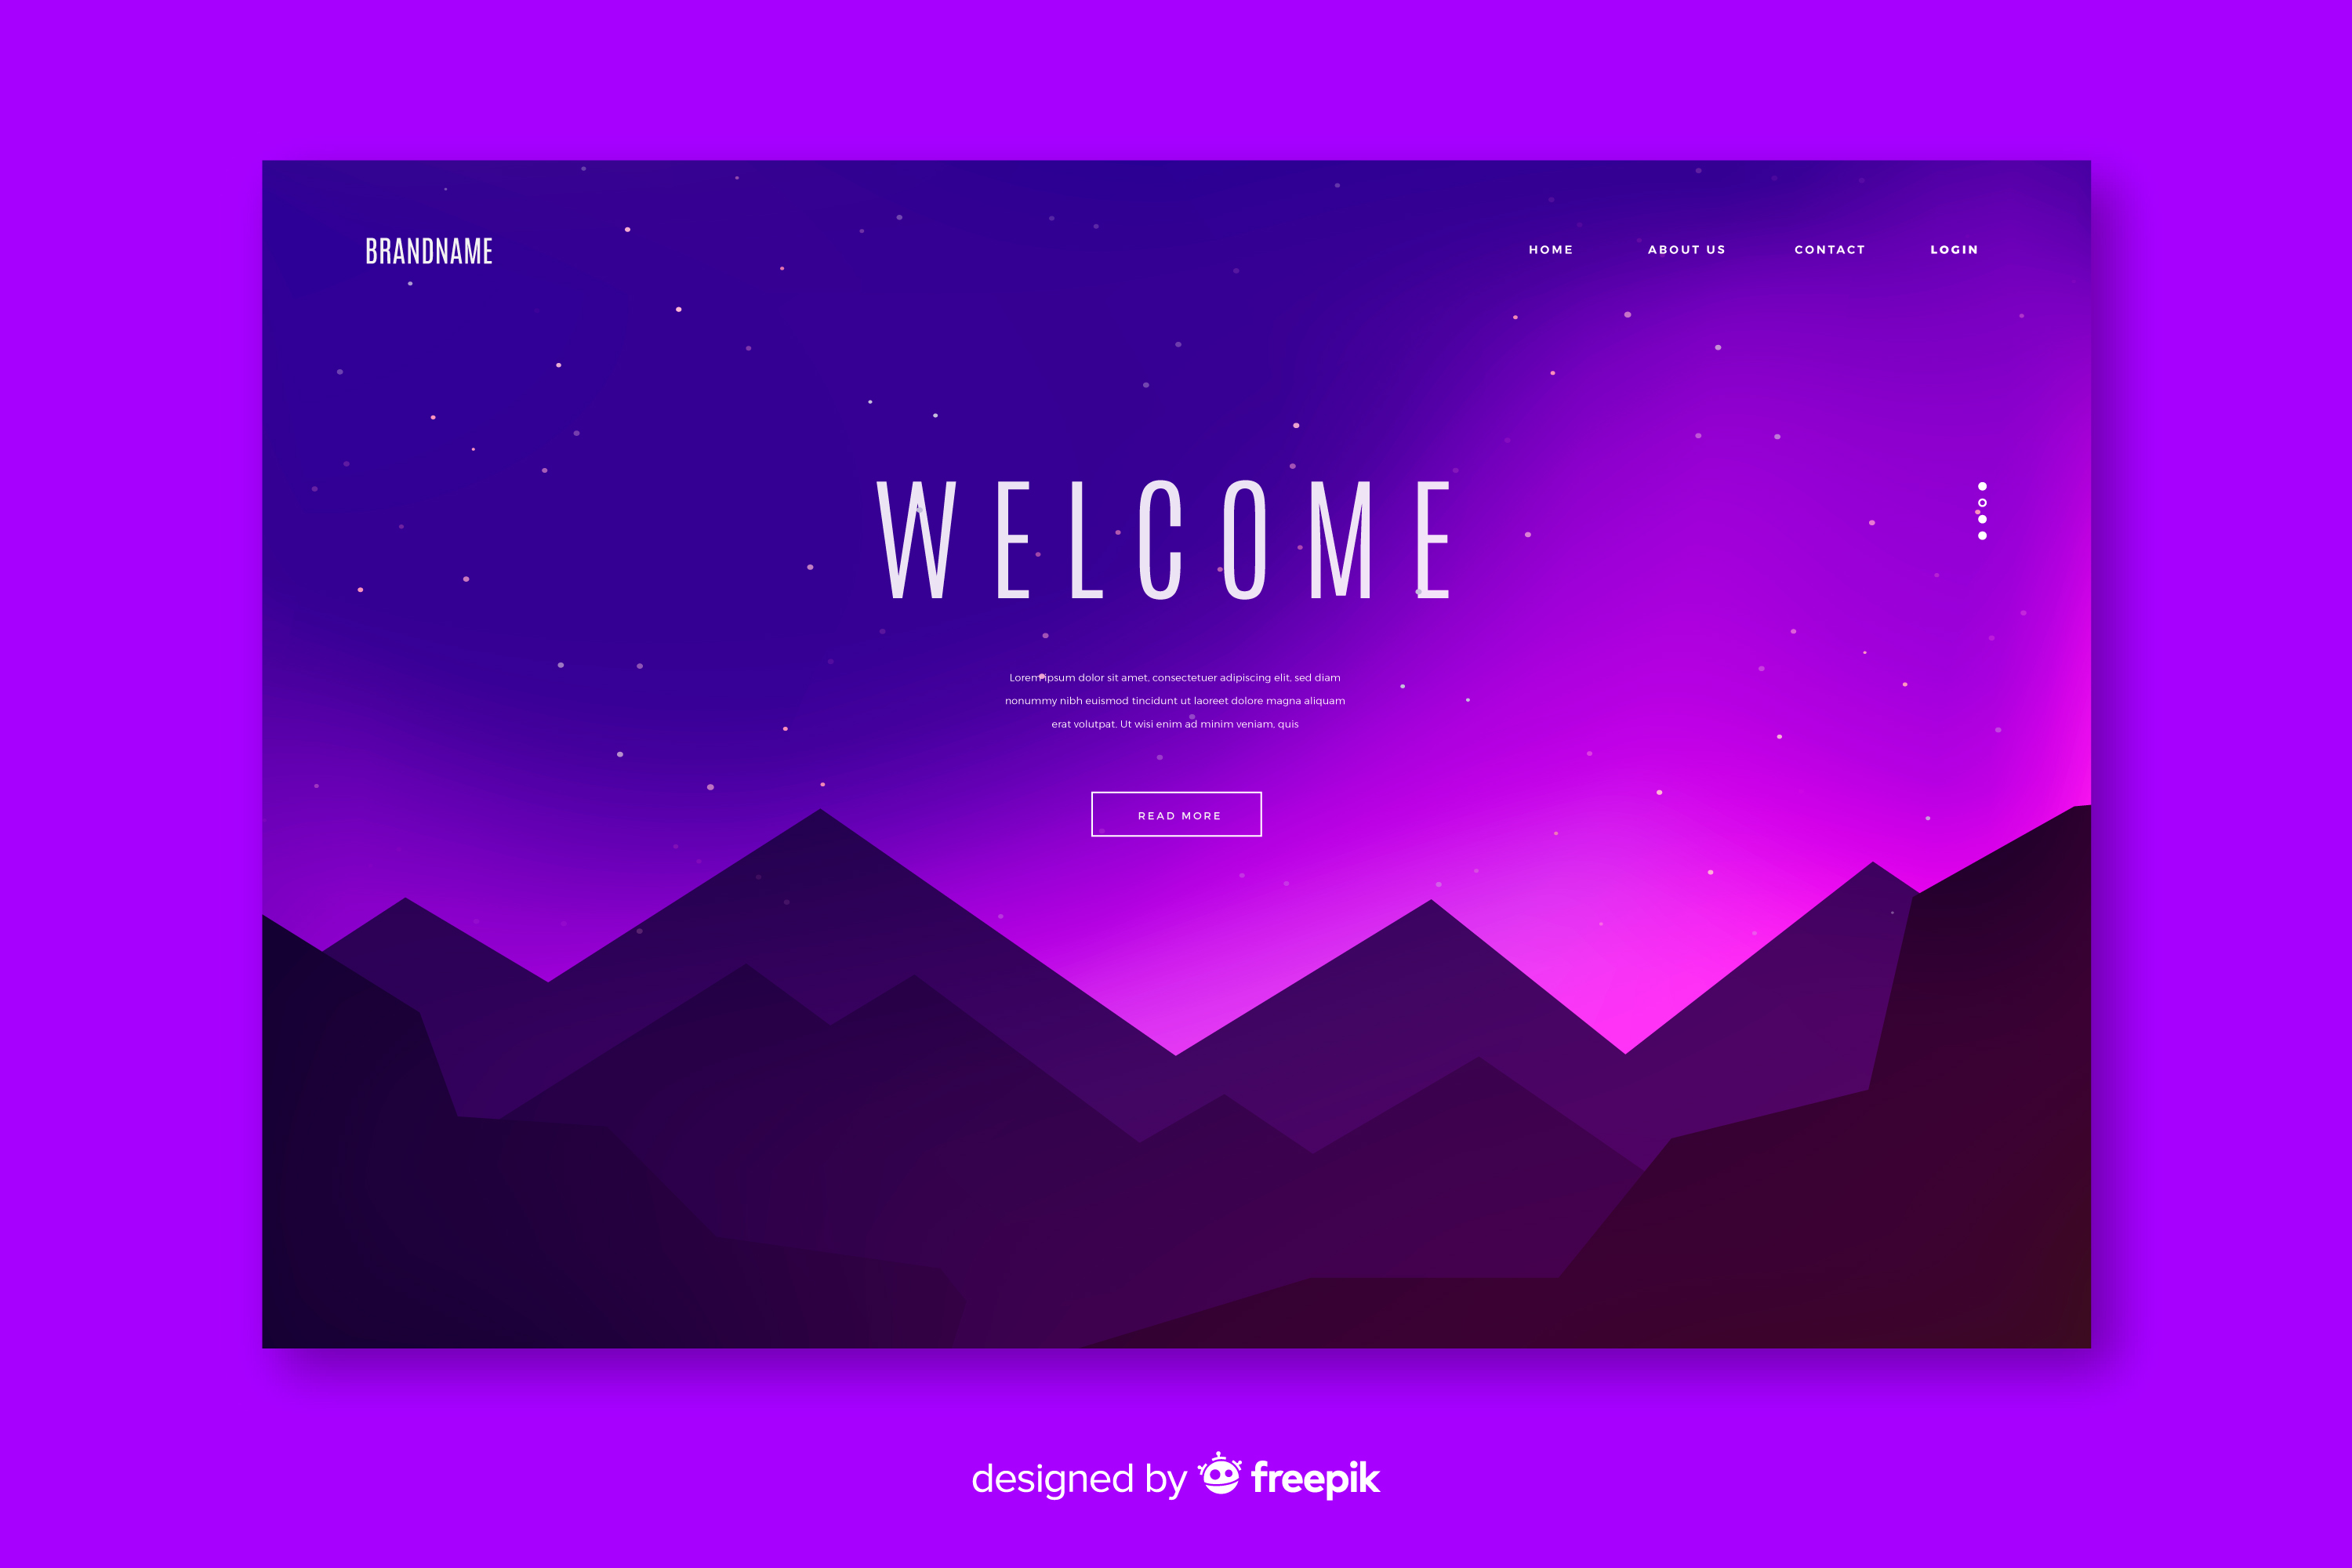 BRANDNAME
HOME ABOUT US CONTACT LOGIN
WELCOME
Lorem ipsum dolor sit amet, consectetuer adipiscing elit, sed diam
nonummy nibh euismod tincidunt ut laoreet dolore magna aliquam
erat volutpat. Ut wisi enim ad minim veniam, quis
READ MORE
designed by freepik